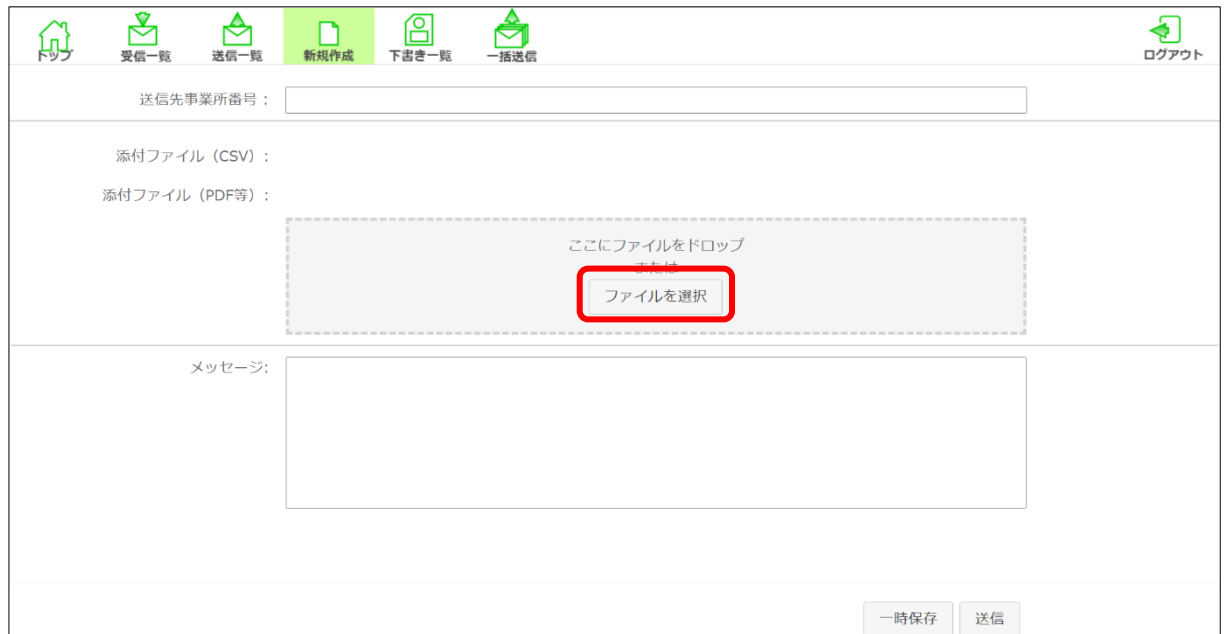 トップ 受信一覧 送信一覧 新規作成 下書き一覧 一括送信 ログアウト
送信先事業所番号：
添付ファイル（CSV）：
添付ファイル（PDF等）：
ここにファイルをドロップ
または
ファイルを選択
メッセージ:
一時保存 送信